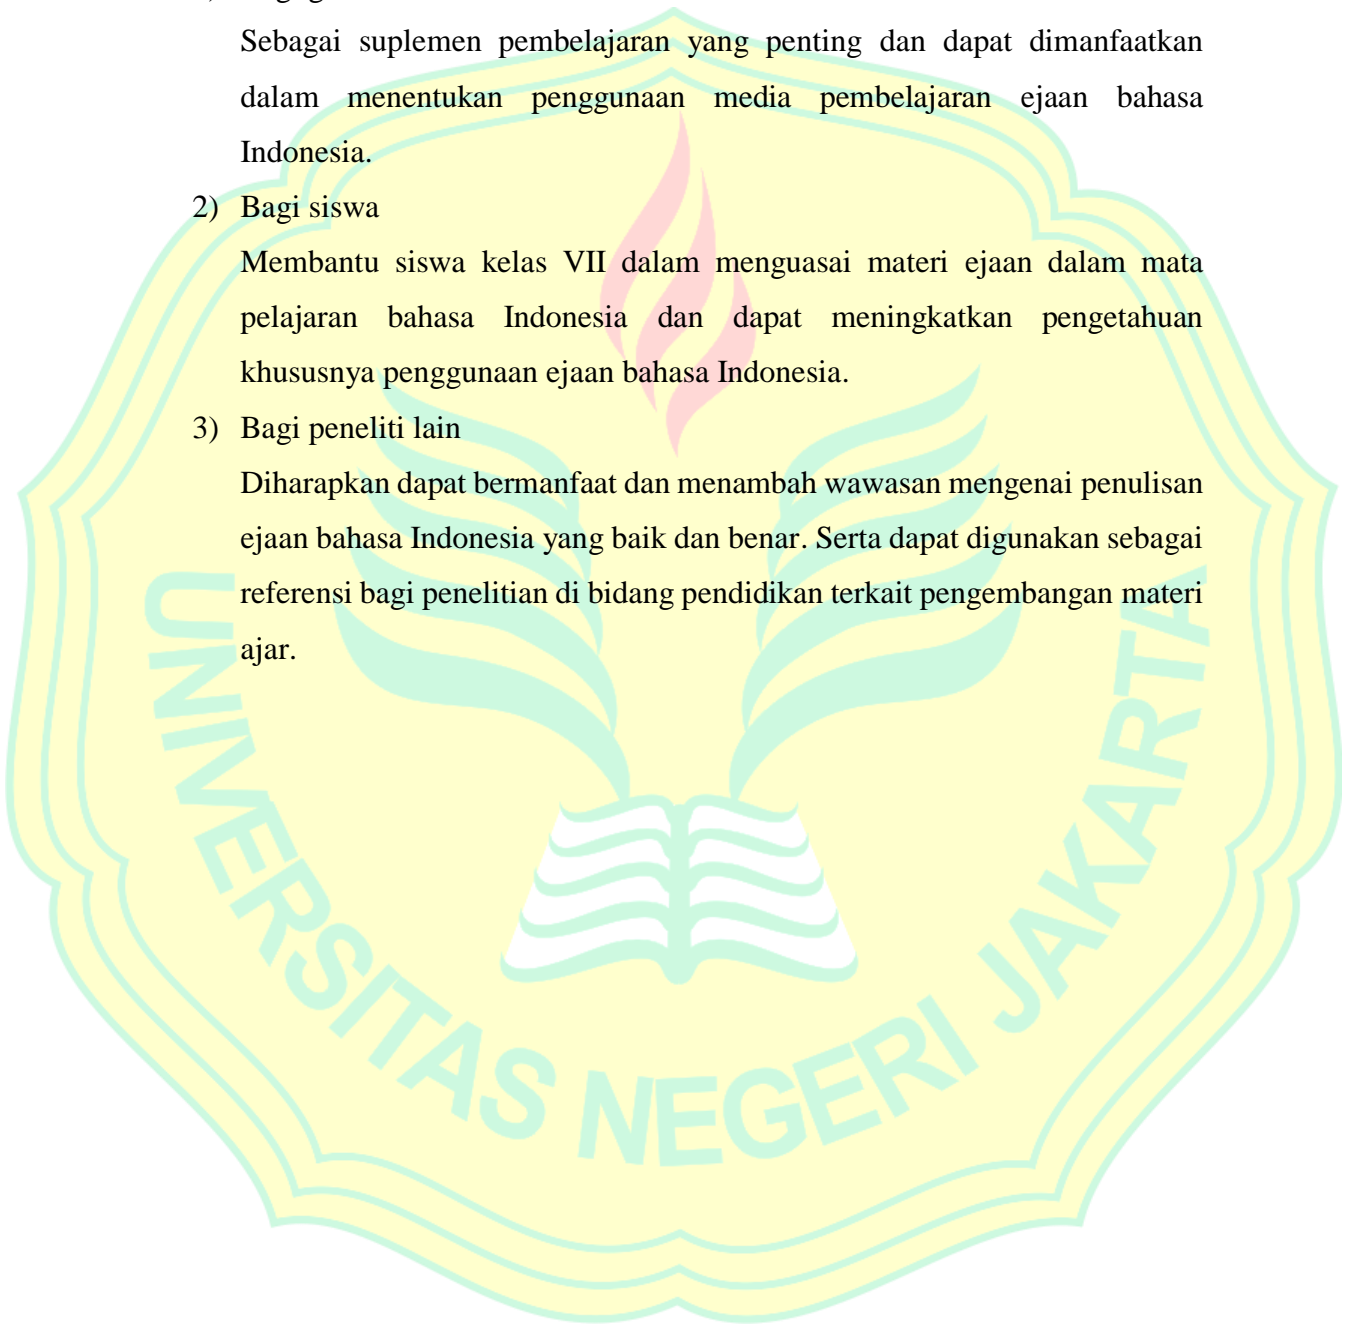 Sebagai suplemen pembelajaran yang penting dan dapat dimanfaatkan
dalam menentukan penggunaan media pembelajaran ejaan bahasa
Indonesia.
2) Bagi siswa
Membantu siswa kelas VII dalam menguasai materi ejaan dalam mata
pelajaran bahasa Indonesia dan dapat meningkatkan pengetahuan
khususnya penggunaan ejaan bahasa Indonesia.
3) Bagi peneliti lain
Diharapkan dapat bermanfaat dan menambah wawasan mengenai penulisan
ejaan bahasa Indonesia yang baik dan benar. Serta dapat digunakan sebagai
referensi bagi penelitian di bidang pendidikan terkait pengembangan materi
ajar.
UNIVERSITAS NEGERI JAKARTA